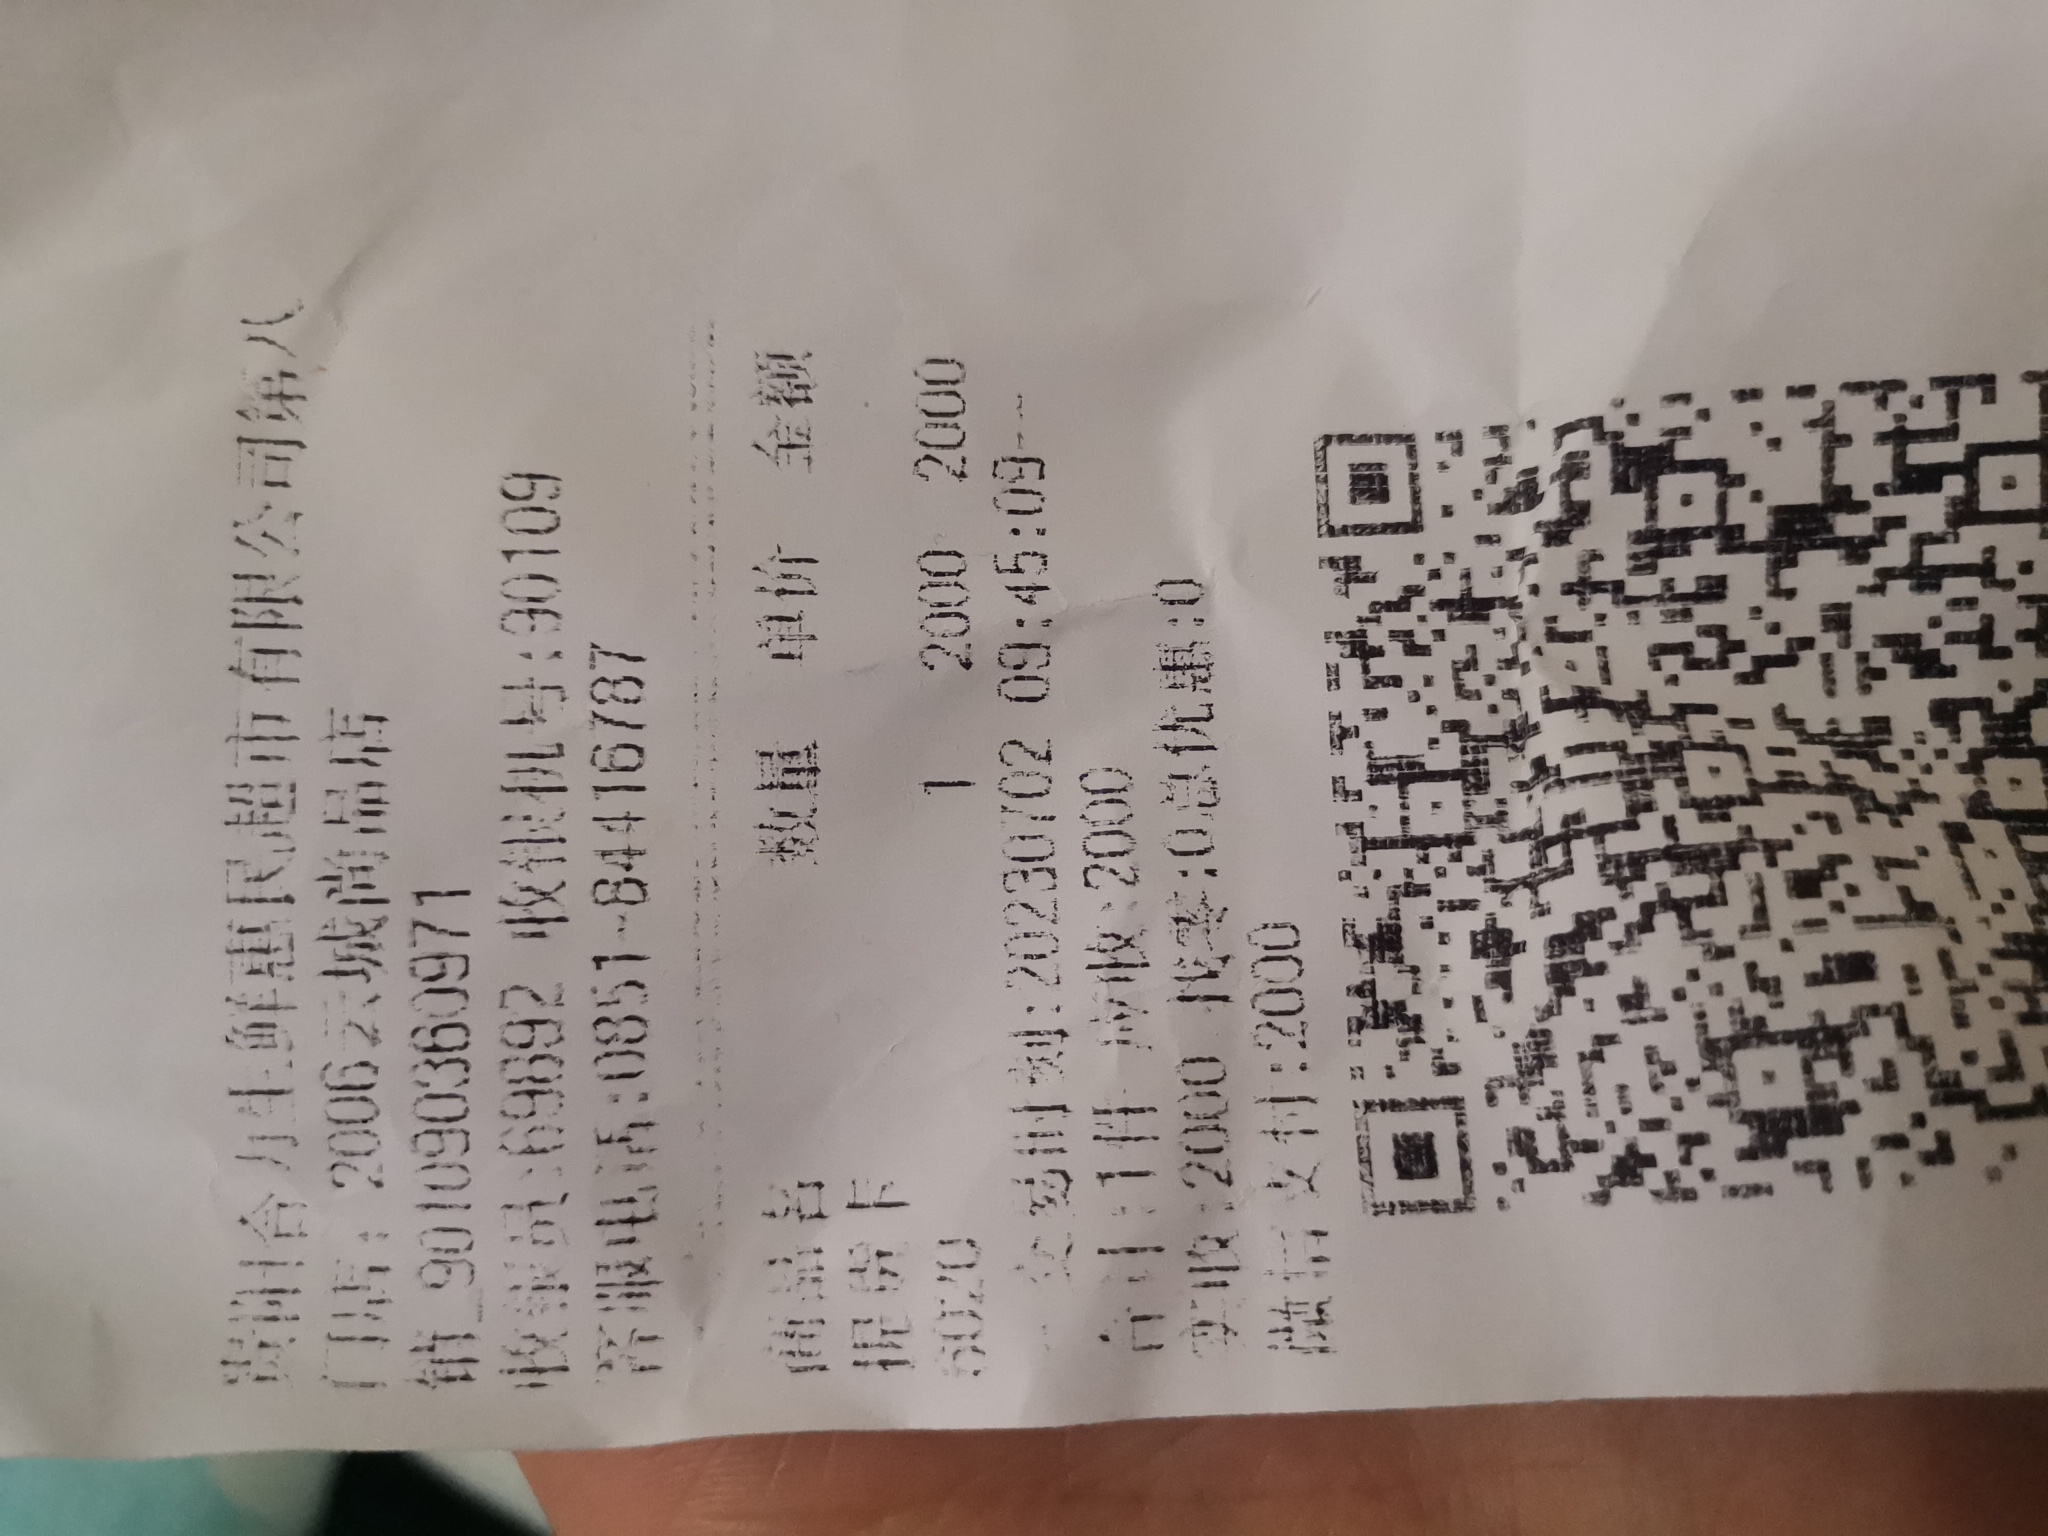 贵州合力生鲜惠民超市有限公司第八
门店: 2006云城尚品店
销_90109036097 1
收银员:69892 收银机号:90109
客服电话:0851-84416787
商品名 数量 单价 金额
提货卡
6020 1 2000 2000
交易时刻:20230702 09:45:09--
合计:1件 应收:2000
实收:2000 找零:0总优惠:0
微信支付:2000